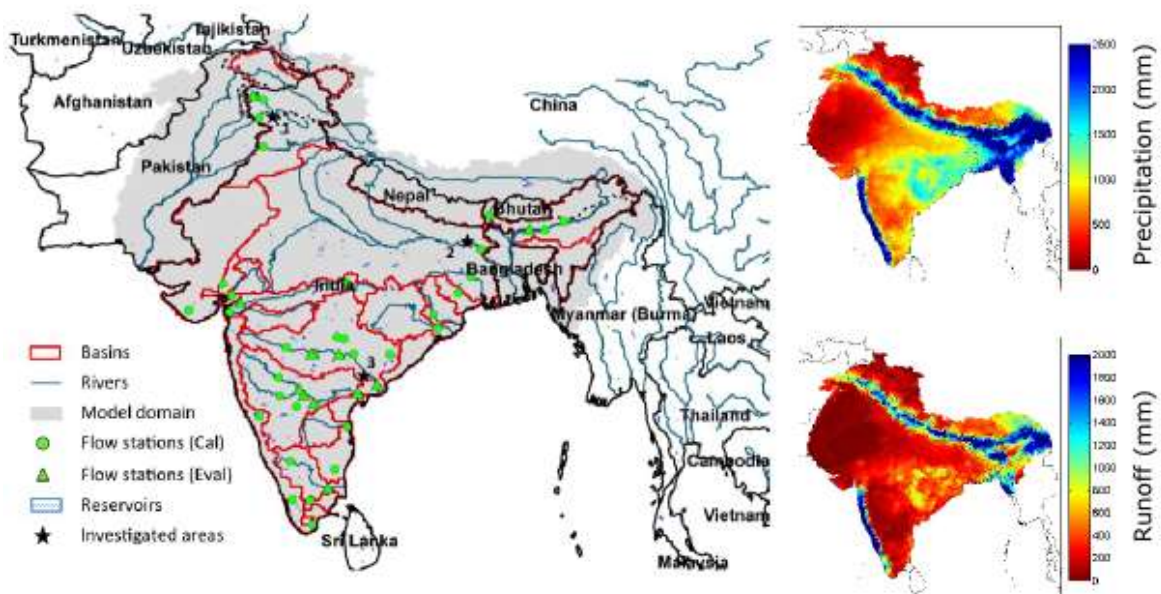 Tajikistan
Turkmenistan
Uzbekistan
Afghanistan
China
1
Pakistan
Nepal
Bhutan
2
Bangladesh
India
Myanmar (Burma)
Vietnam
Laos
3
Thailand
Cambodia
Vietnam
Sri Lanka
Malaysia
Basins
Rivers
Model domain
Flow stations (Cal)
Flow stations (Eval)
Reservoirs
Investigated areas
2500
2000
1500
1000
500
0
Precipitation (mm)
2000
1800
1600
1400
1200
1000
800
600
400
200
0
Runoff (mm)